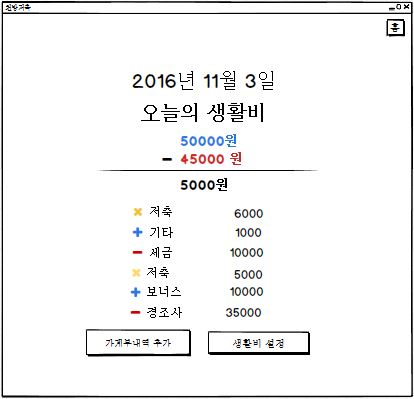 홈
2016년 11월 3일
오늘의 생활비
50000원
- 45000 원
5000원
× 저축 6000
+ 기타 1000
- 세금 10000
× 저축 5000
+ 보너스 10000
- 경조사 35000
가계부내역 추가 생활비 설정